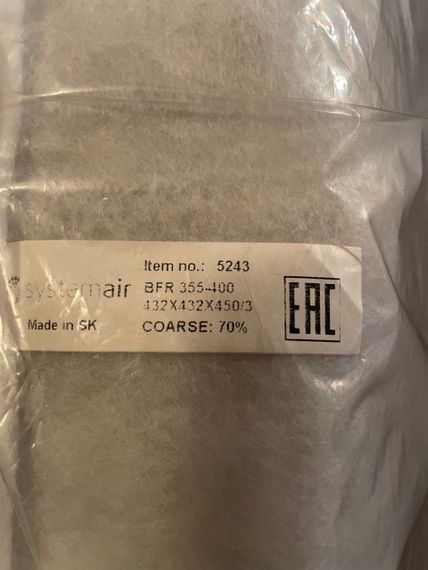 Item no.: 5243
systemair
BFR 355-400
432X432X450/3
Made in SK
COARSE: 70%
EAC